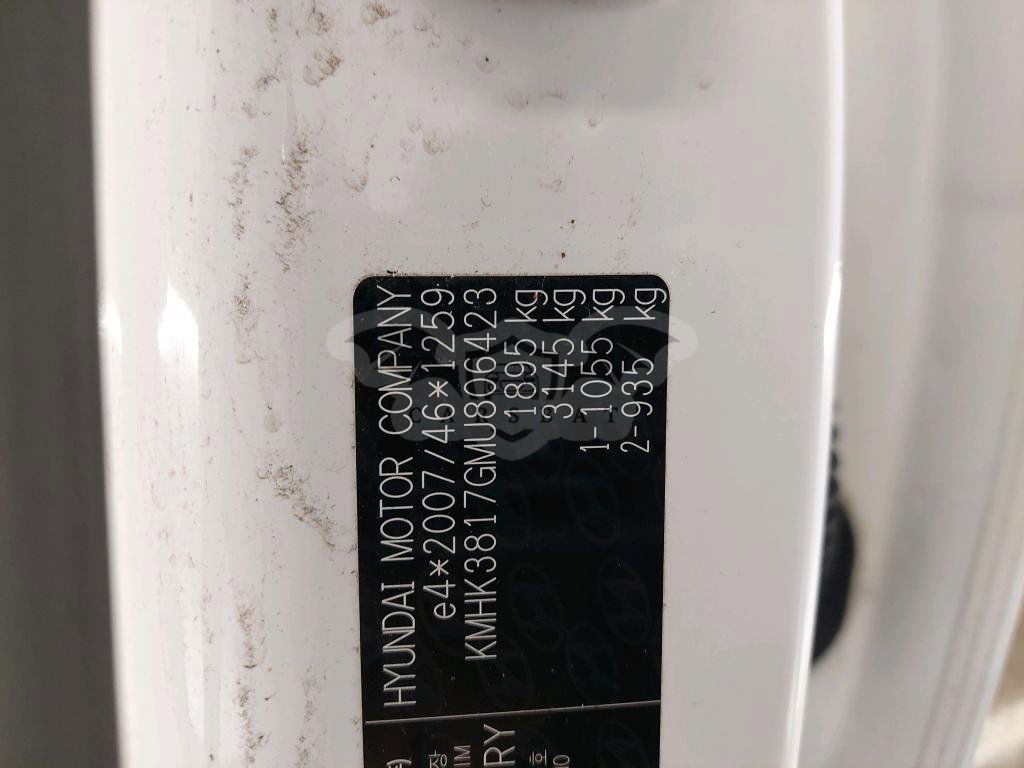 HYUNDAI MOTOR COMPANY
e4*2007/46*1259
KMHK3817GMU806423
1895 kg
3145 kg
1-1055 kg
2-935 kg
RY